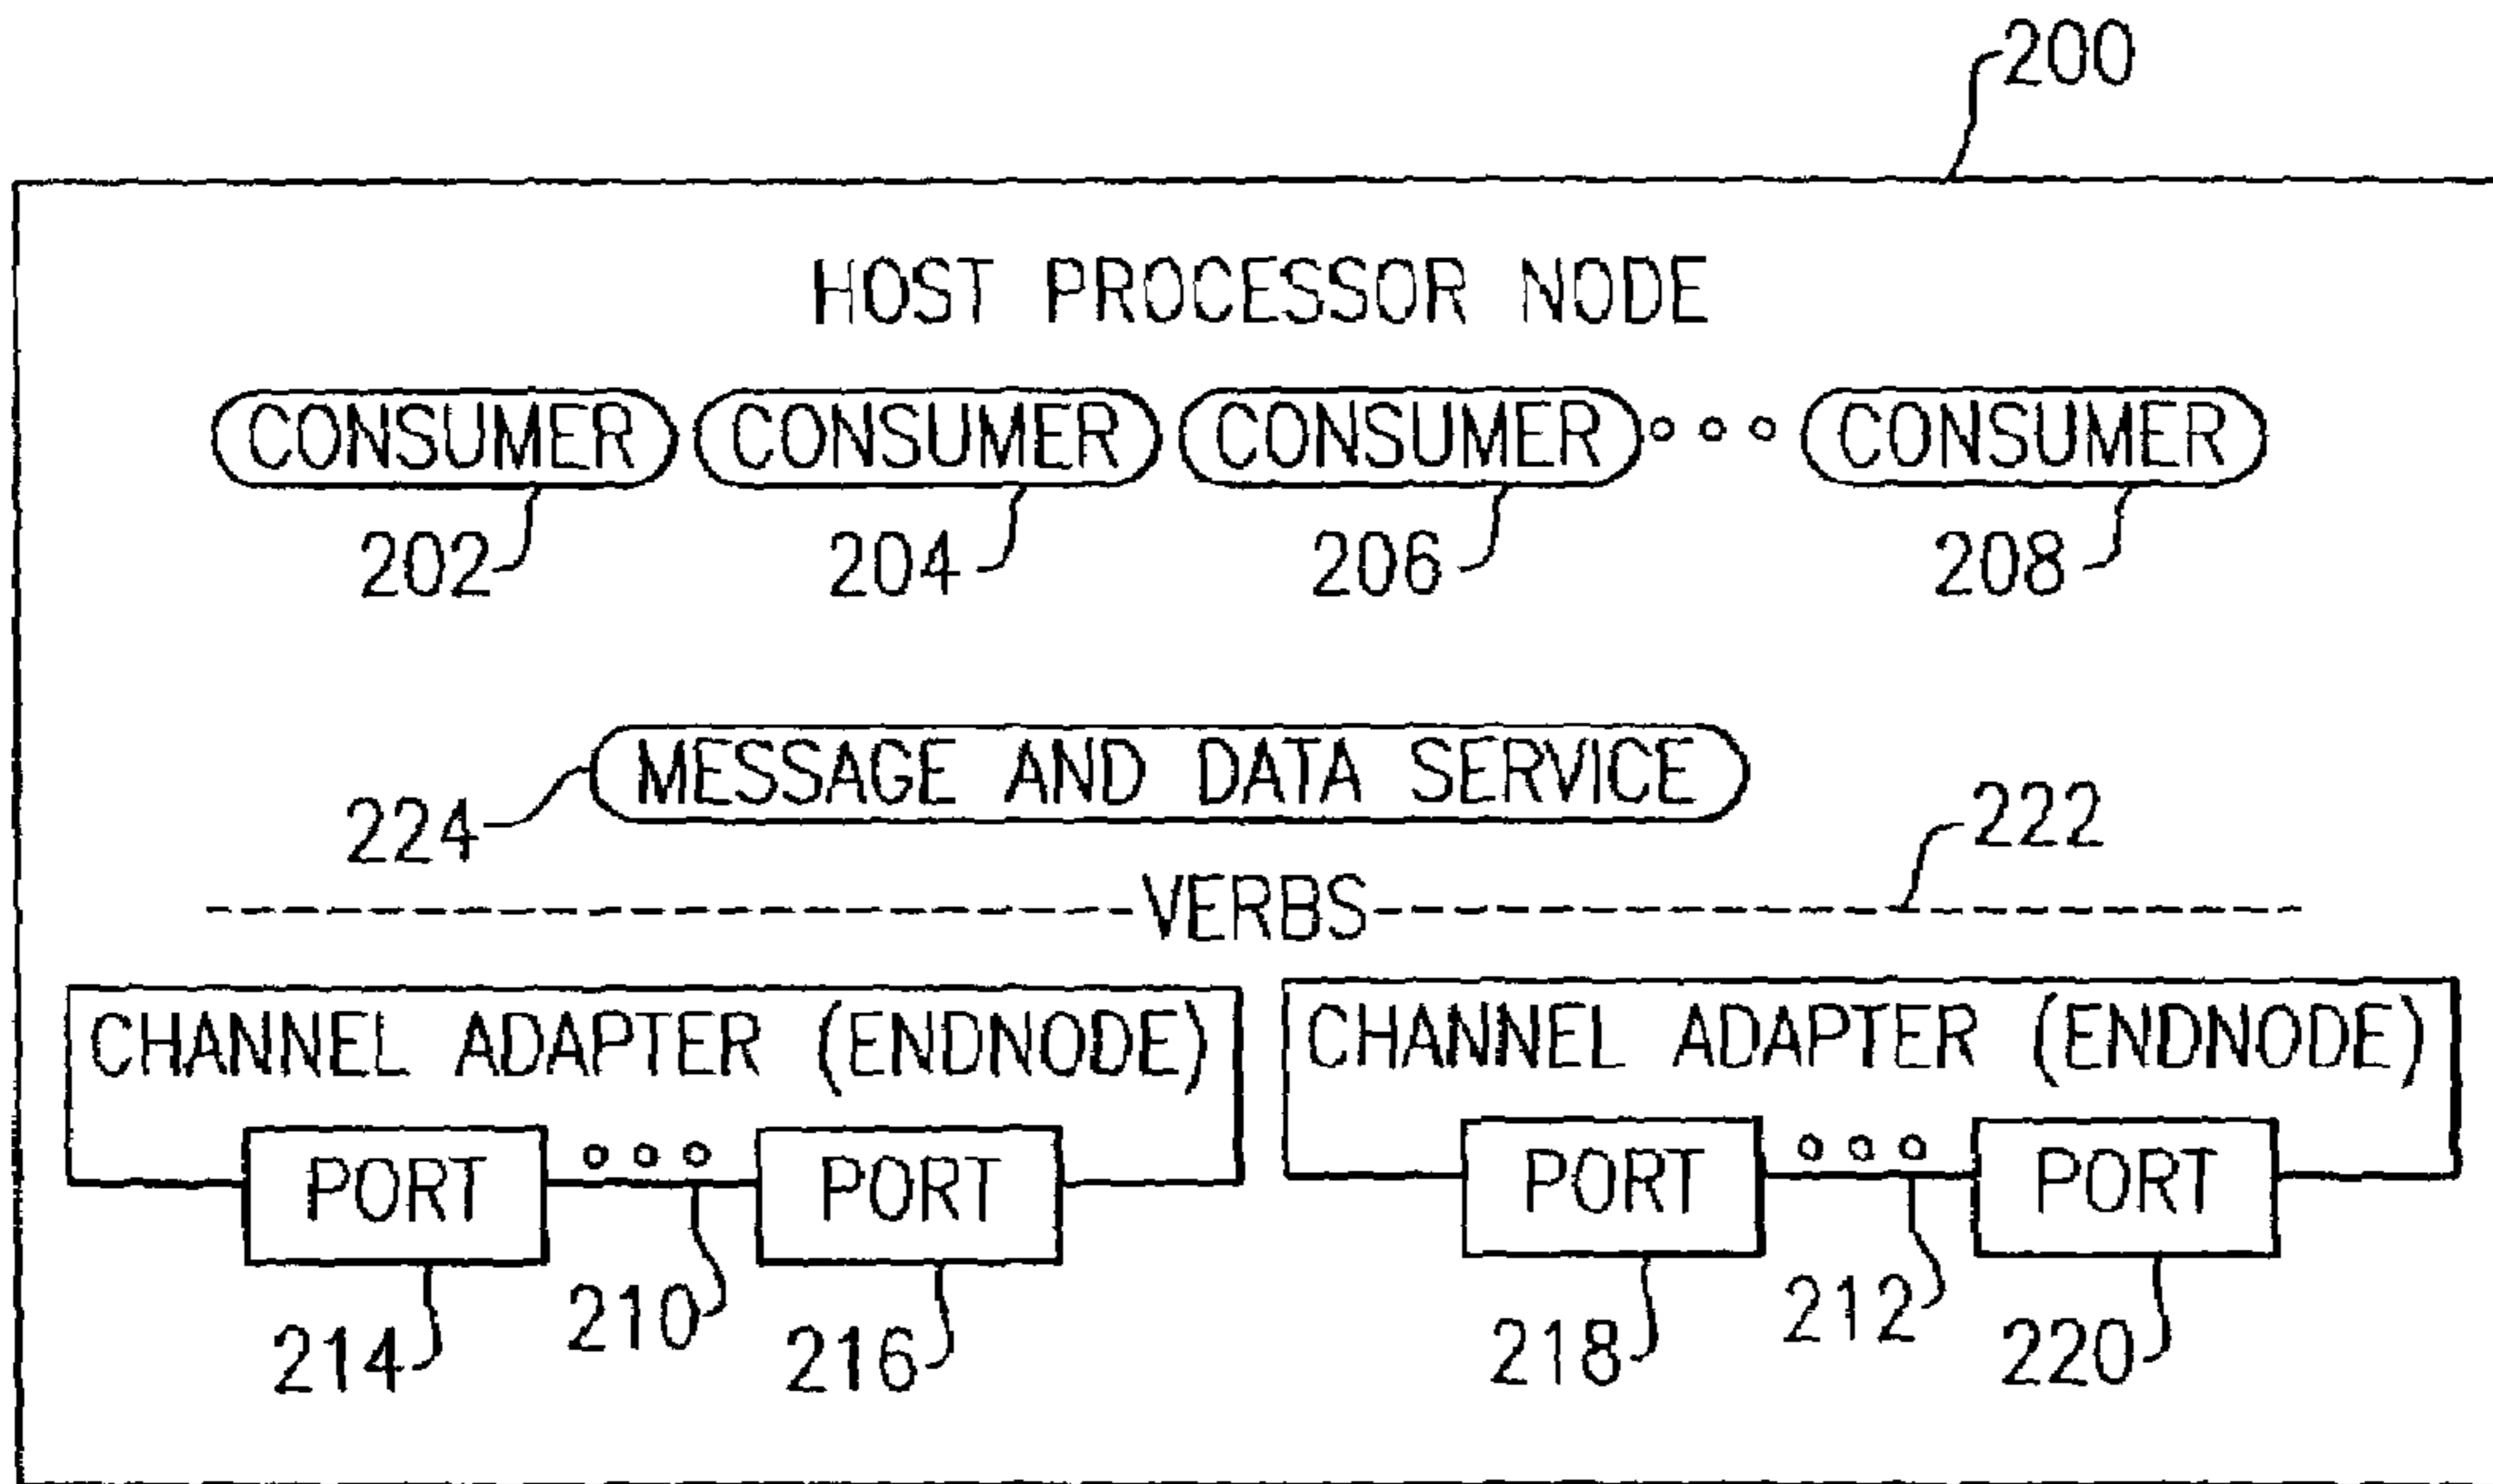 200
HOST PROCESSOR NODE
CONSUMER CONSUMER CONSUMER CONSUMER
202 204 206 208
MESSAGE AND DATA SERVICE
224 222
VERBS
CHANNEL ADAPTER (ENDNODE) CHANNEL ADAPTER (ENDNODE)
PORT PORT PORT PORT
214 210 216 218 212 220